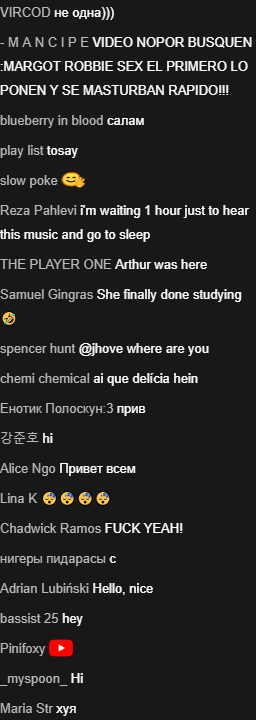 VIRCOD не одна)))
- M A N C I P E VIDEO NOPOR BUSQUEN
:MARGOT ROBBIE SEX EL PRIMERO LO
PONEN Y SE MASTURBAN RAPIDO!!!
blueberry in blood салам
play list tosay
slow poke
Reza Pahlevi i'm waiting 1 hour just to hear
this music and go to sleep
THE PLAYER ONE Arthur was here
Samuel Gingras She finally done studying
🤣
spencer hunt @jhove where are you
chemi chemical ai que delícia hein
Енотик Полоскун:3 прив
강준호 hi
Alice Ngo Привет всем
Lina K 😴😴😴😴
Chadwick Ramos FUCK YEAH!
нигеры пидарасы с
Adrian Lubiński Hello, nice
bassist 25 hey
Pinifoxy
_myspoon_ Hi
Maria Str хуя